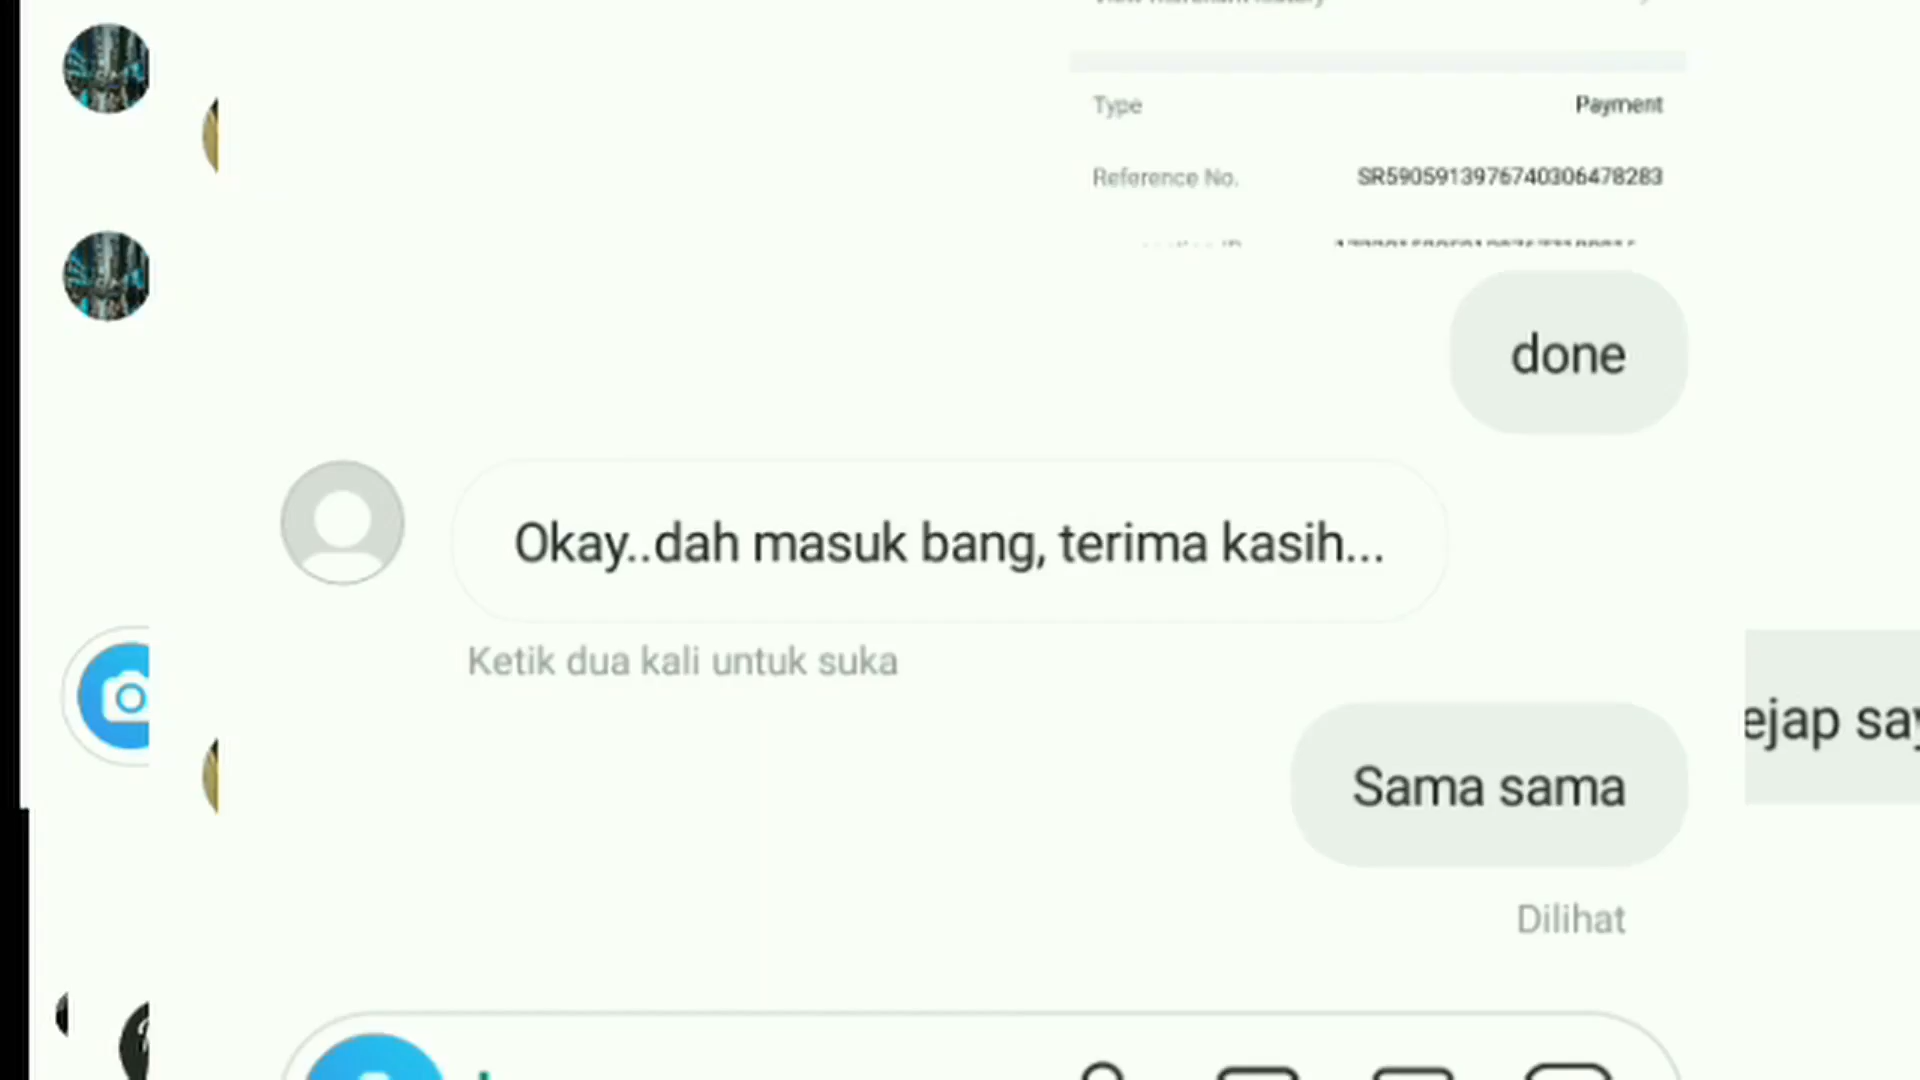 Type Payment
Reference No. SR5905913976740306478283
done
Okay..dah masuk bang, terima kasih...
Ketik dua kali untuk suka
ejap say
Sama sama
Dilihat